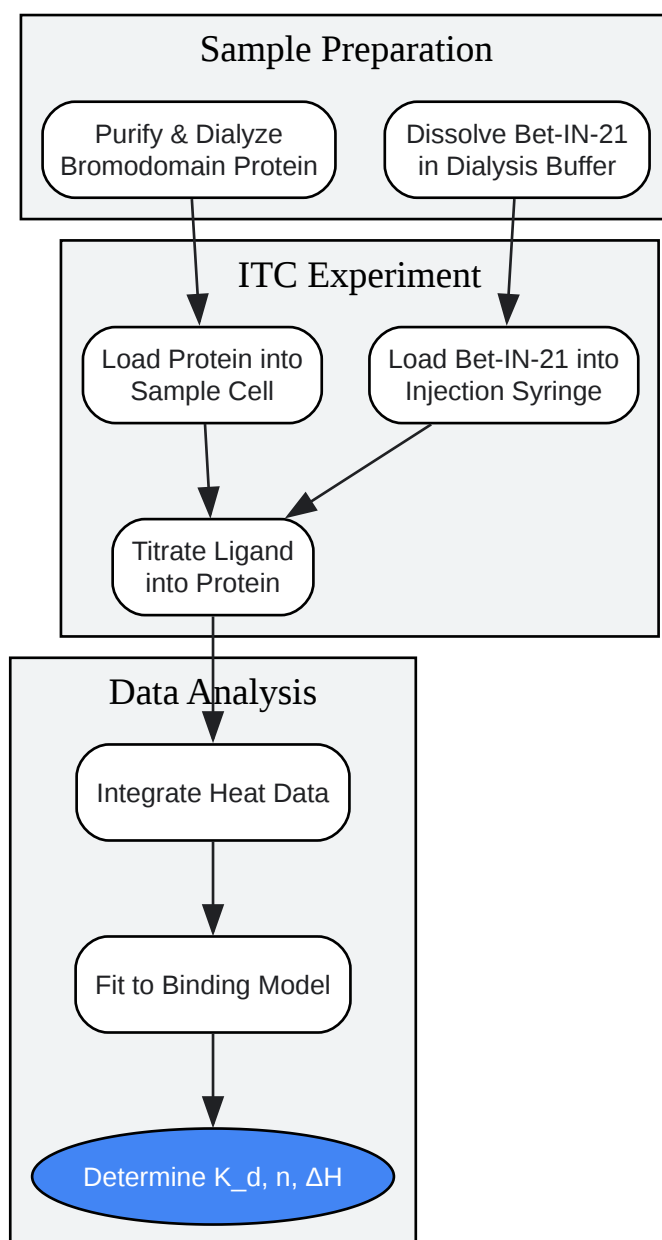 Sample Preparation
Purify & Dialyze
Bromodomain Protein
Dissolve Bet-IN-21
in Dialysis Buffer
ITC Experiment
Load Protein into
Sample Cell
Load Bet-IN-21 into
Injection Syringe
Titrate Ligand
into Protein
Data Analysis
Integrate Heat Data
Fit to Binding Model
Determine K_d, n, ΔH